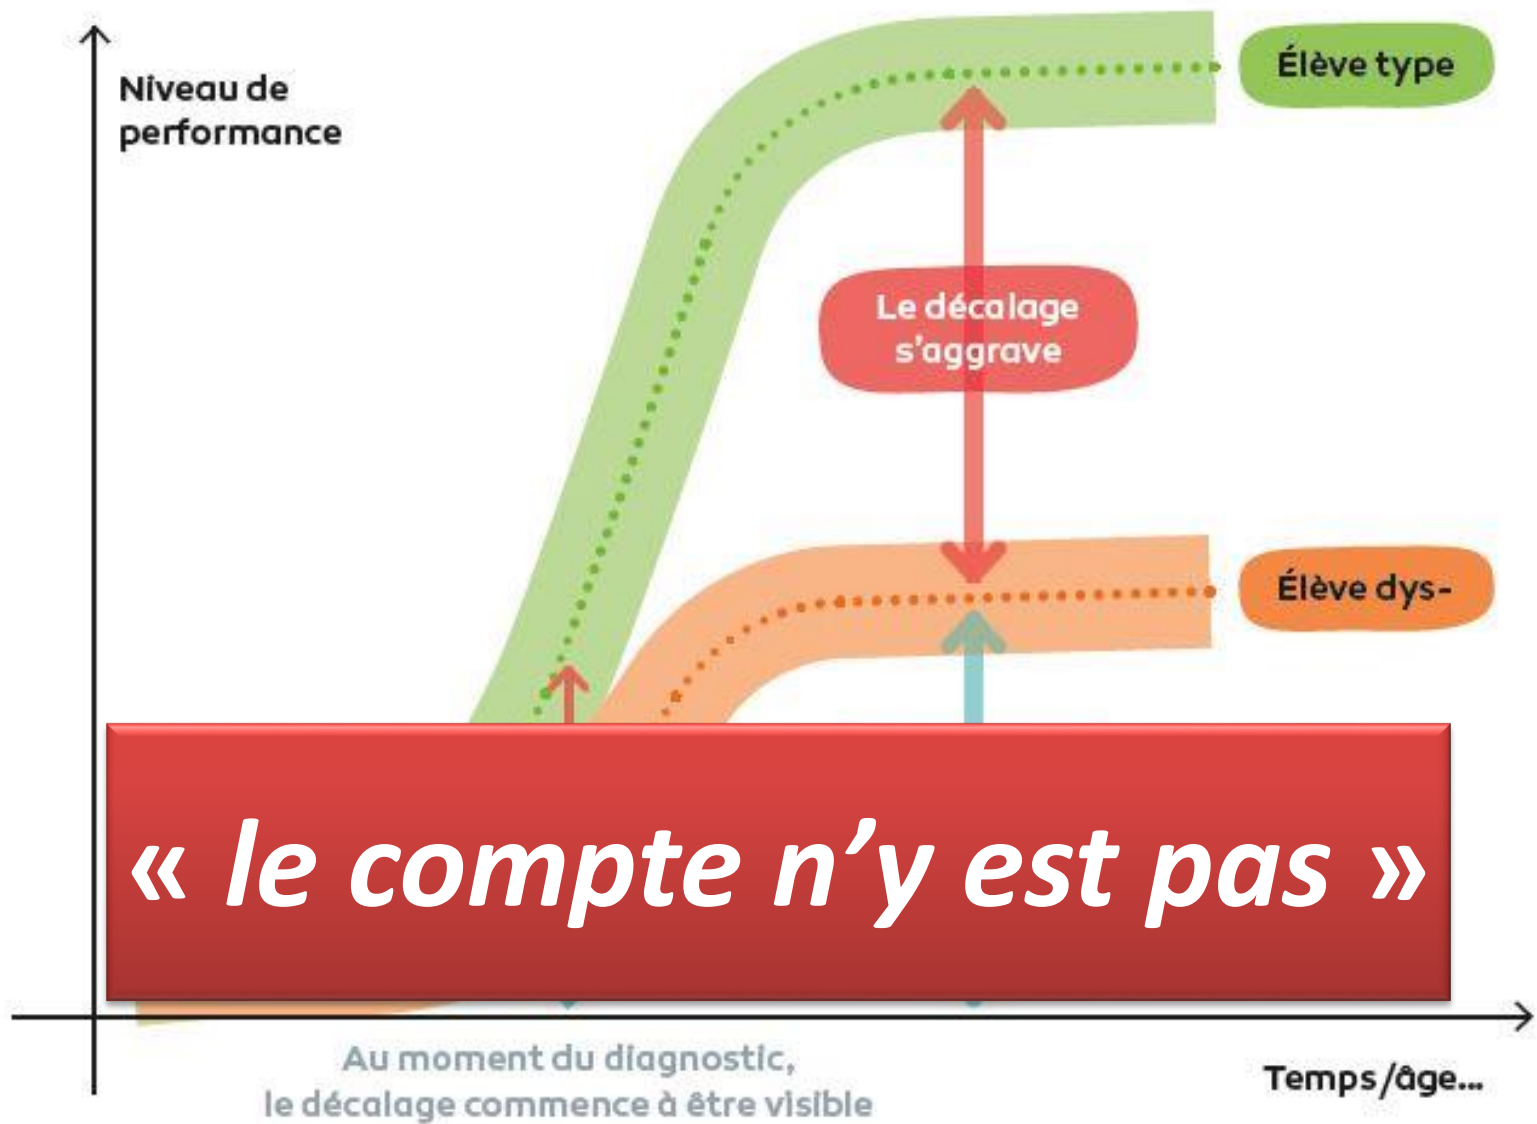 Niveau de
performance
Élève type
Le décalage
s'aggrave
Élève dys-
« le compte n’y est pas »
Au moment du diagnostic,
le décalage commence à être visible
Temps/âge...